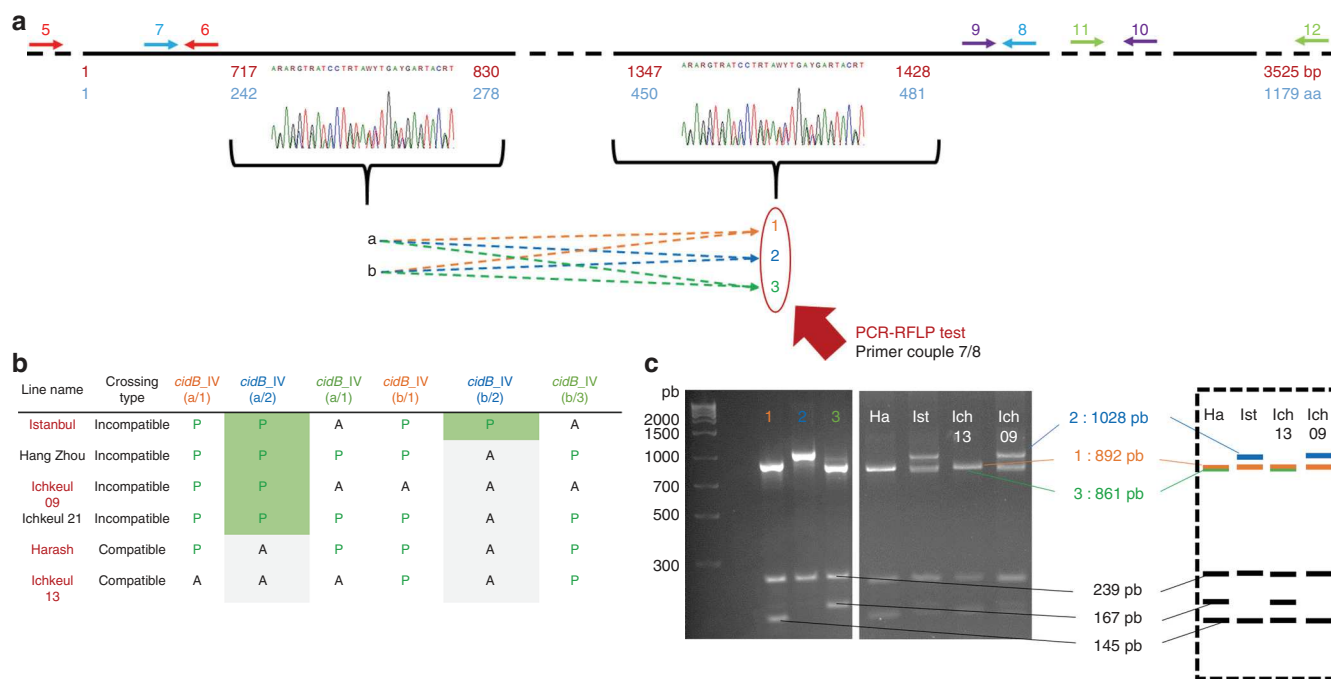 a
5 7 6 9 8 11 10 12
1 717 ARARGTRATCCTRTAWYTGAYGARTACRT 830 1347 ARARGTRATCCTRTAWYTGAYGARTACRT 1428 3525 bp
1 242 278 450 481 1179 aa
a
b
1
2
3
PCR-RFLP test
Primer couple 7/8
b
Line name Crossing type cidB_IV (a/1) cidB_IV (a/2) cidB_IV (a/1) cidB_IV (b/1) cidB_IV (b/2) cidB_IV (b/3)
Istanbul Incompatible P P A P P A
Hang Zhou Incompatible P P P P A P
Ichkeul 09 Incompatible P P A A A A
Ichkeul 21 Incompatible P P P P A P
Harash Compatible P A P P A P
Ichkeul 13 Compatible A A A P A P
c
pb
2000
1500
1000
700
500
300
1 2 3
Ha Ist Ich 13 Ich 09
2 : 1028 pb
1 : 892 pb
3 : 861 pb
239 pb
167 pb
145 pb
Ha Ist Ich 13 Ich 09